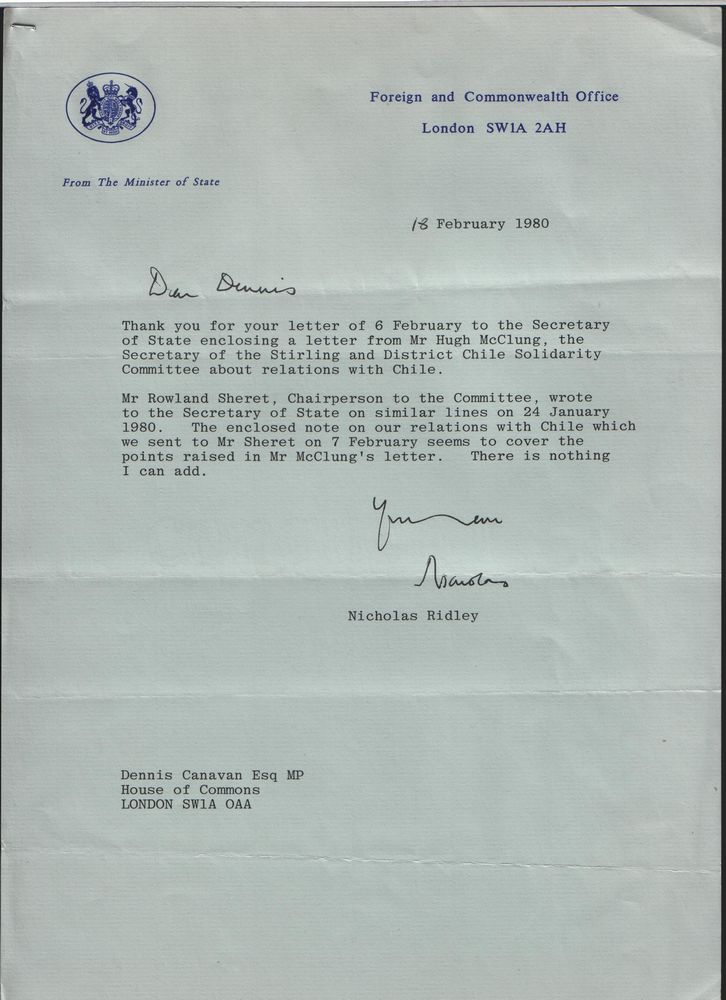 Foreign and Commonwealth Office
London SW1A 2AH
From The Minister of State
18 February 1980
Dear Dennis
Thank you for your letter of 6 February to the Secretary
of State enclosing a letter from Mr Hugh McClung, the
Secretary of the Stirling and District Chile Solidarity
Committee about relations with Chile.
Mr Rowland Sheret, Chairperson to the Committee, wrote
to the Secretary of State on similar lines on 24 January
1980. The enclosed note on our relations with Chile which
we sent to Mr Sheret on 7 February seems to cover the
points raised in Mr McClung's letter. There is nothing
I can add.
Yours ever
Nicholas
Nicholas Ridley
Dennis Canavan Esq MP
House of Commons
LONDON SW1A OAA